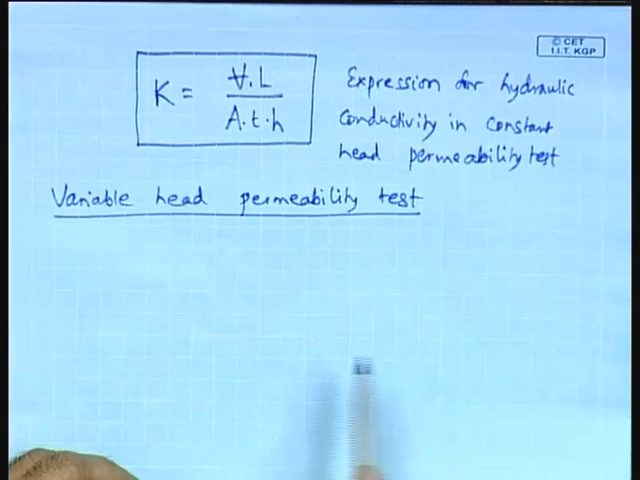 © CET
I.I.T. KGP
K = V.L / A.t.h
Expression for hydraulic
conductivity in constant
head permeability test
Variable head permeability test